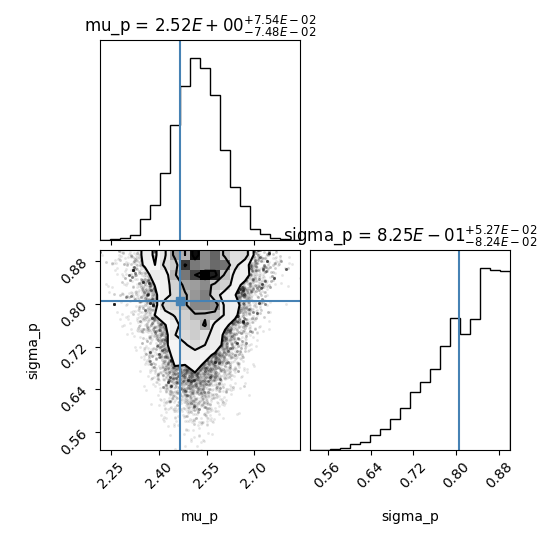 mu_p = 2.52E + 00+7.54E − 02 −7.48E − 02
sigma_p = 8.25E − 01+5.27E − 02 −8.24E − 02
0.88
0.80
0.72
0.64
0.56
sigma_p
2.25 2.40 2.55 2.70
0.56 0.64 0.72 0.80 0.88
mu_p
sigma_p